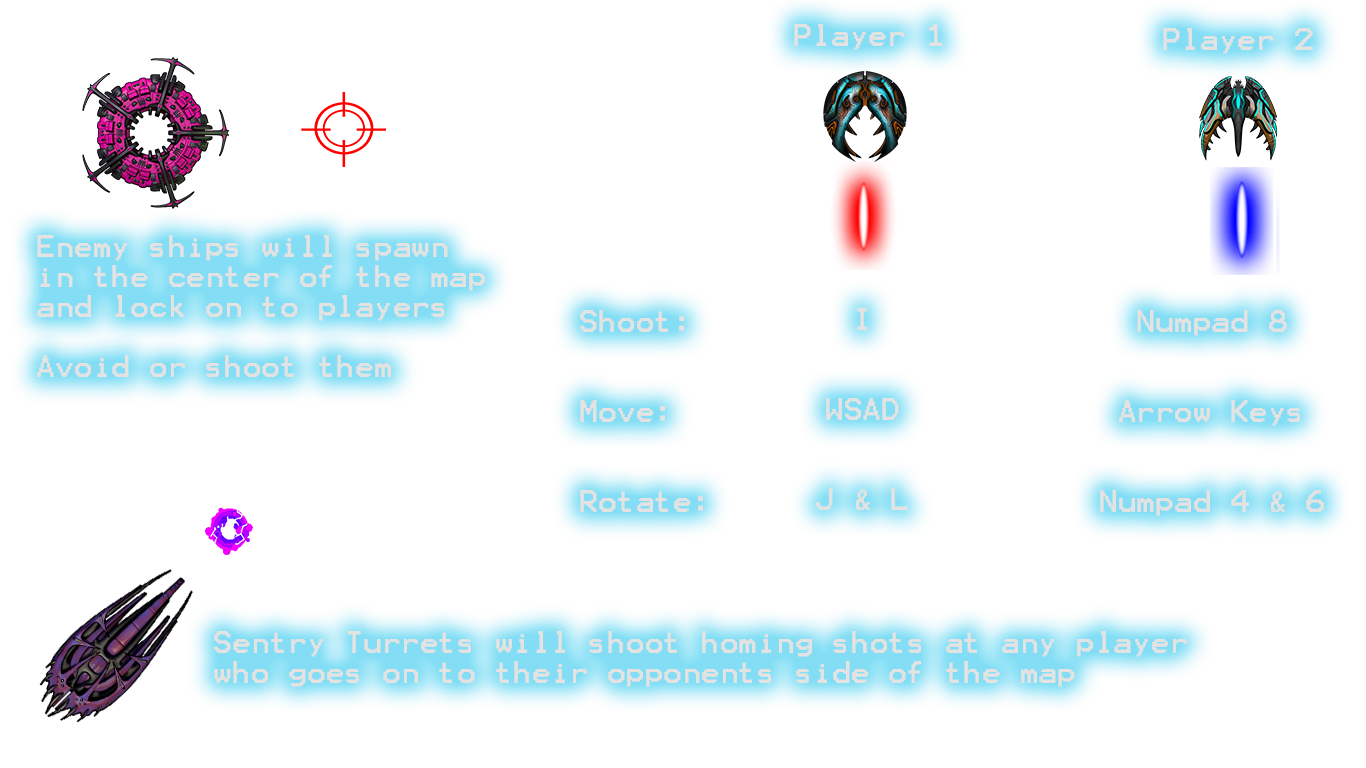 Player 1
Player 2
Enemy ships will spawn
in the center of the map
and lock on to players
Avoid or shoot them
Shoot:
I
Numpad 8
Move:
WSAD
Arrow Keys
Rotate:
J & L
Numpad 4 & 6
Sentry Turrets will shoot homing shots at any player
who goes on to their opponents side of the map